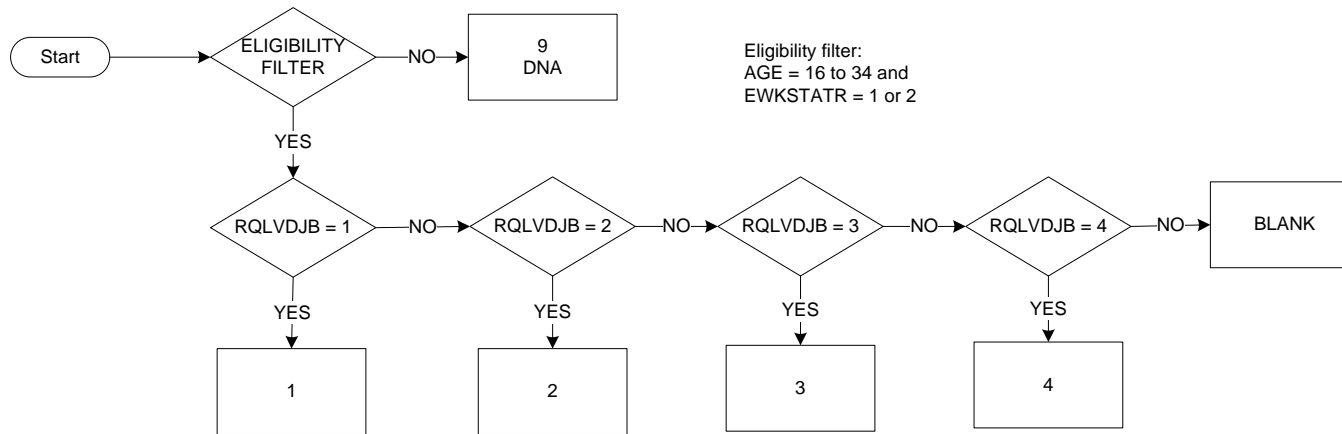 Start
ELIGIBILITY
FILTER
NO
9
DNA
Eligibility filter:
AGE = 16 to 34 and
EWKSTATR = 1 or 2
YES
RQLVDJB = 1
NO
RQLVDJB = 2
NO
RQLVDJB = 3
NO
RQLVDJB = 4
NO
BLANK
YES
YES
YES
YES
1
2
3
4